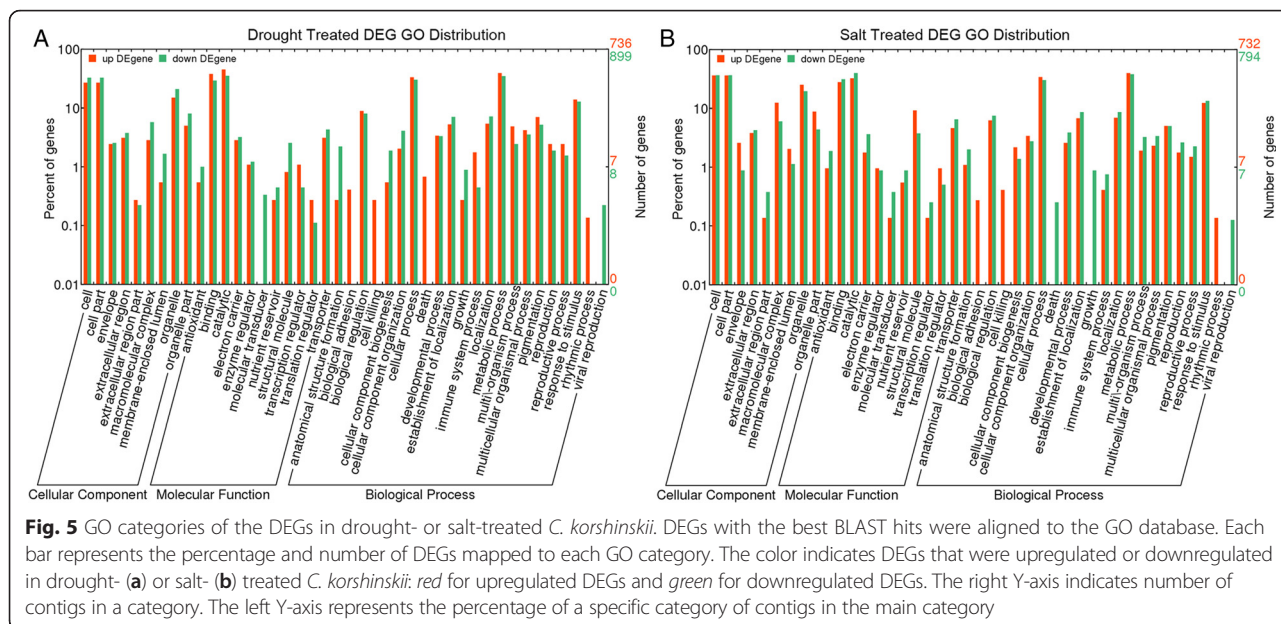 A
Drought Treated DEG GO Distribution
up DEgene
down DEgene
100
10
1
0.1
0.01
Percent of genes
736
899
7
8
0
0
Number of genes
cell
cell part
envelope
extracellular region
extracellular region part
macromolecular complex
membrane-enclosed lumen
organelle
organelle part
antioxidant
binding
catalytic
electron carrier
enzyme regulator
molecular transducer
nutrient reservoir
structural molecule
transcription regulator
translation regulator
transporter
anatomical structure formation
biological adhesion
biological regulation
cell killing
cellular component biogenesis
cellular component organization
cellular process
death
developmental process
establishment of localization
growth
immune system process
localization
metabolic process
multi\-organism process
multicellular organismal process
pigmentation
reproduction
reproductive process
response to stimulus
rhythmic process
viral reproduction
Cellular Component
Molecular Function
Biological Process
B
Salt Treated DEG GO Distribution
up DEgene
down DEgene
100
10
1
0.1
0.01
Percent of genes
732
794
7
7
0
0
Number of genes
cell
cell part
envelope
extracellular region
extracellular region part
macromolecular complex
membrane-enclosed lumen
organelle
organelle part
antioxidant
binding
catalytic
electron carrier
enzyme regulator
molecular transducer
nutrient reservoir
structural molecule
transcription regulator
translation regulator
transporter
anatomical structure formation
biological adhesion
biological regulation
cell killing
cellular component biogenesis
cellular component organization
cellular process
death
developmental process
establishment of localization
growth
immune system process
localization
metabolic process
multi\-organism process
multicellular organismal process
pigmentation
reproduction
reproductive process
response to stimulus
rhythmic process
viral reproduction
Cellular Component
Molecular Function
Biological Process
Fig. 5 GO categories of the DEGs in drought- or salt-treated C. korshinskii. DEGs with the best BLAST hits were aligned to the GO database. Each
bar represents the percentage and number of DEGs mapped to each GO category. The color indicates DEGs that were upregulated or downregulated
in drought- (a) or salt- (b) treated C. korshinskii: red for upregulated DEGs and green for downregulated DEGs. The right Y-axis indicates number of
contigs in a category. The left Y-axis represents the percentage of a specific category of contigs in the main category